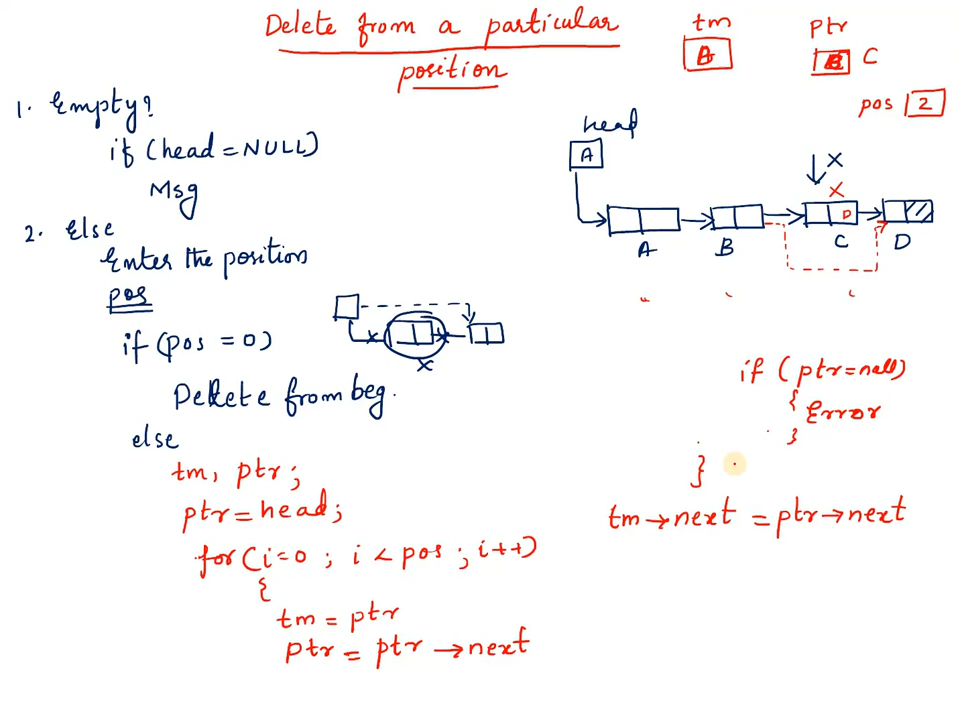 Delete from a particular
position
1. Empty?
if (head = NULL)
Msg
2. Else
Enter the position
pos
if (pos = 0)
Delete from beg.
else
tm, ptr;
ptr = head;
for (i=0 ; i < pos ; i++)
{
tm = ptr
ptr = ptr → next
tm
ptr
C
pos 2
head
A
X
X
D
A B C D
X X
X
if (ptr = null)
{ Error
}
}
tm → next = ptr → next